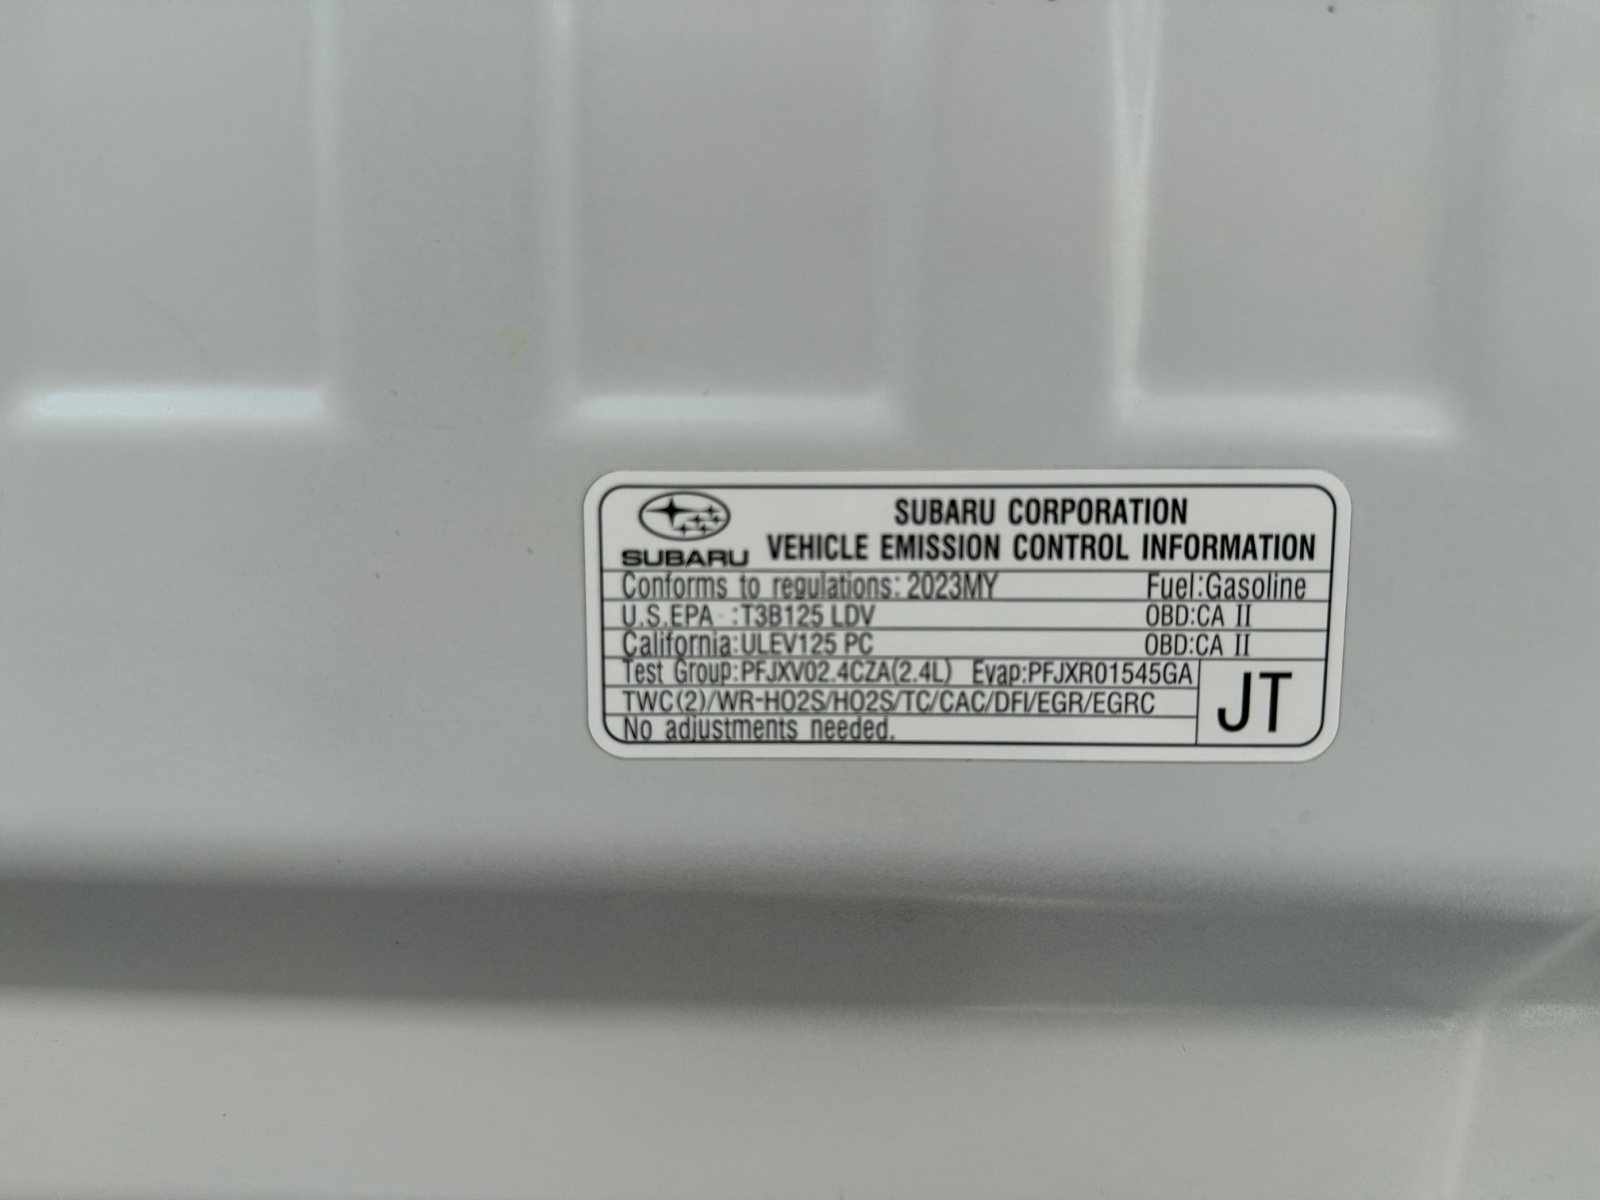 SUBARU
SUBARU CORPORATION
VEHICLE EMISSION CONTROL INFORMATION
Conforms to regulations: 2023MY Fuel:Gasoline
U.S.EPA :T3B125 LDV OBD:CA II
California:ULEV125 PC OBD:CA II
Test Group:PFJXV02.4CZA(2.4L) Evap:PFJXR01545GA
TWC(2)/WR-HO2S/HO2S/TC/CAC/DFI/EGR/EGRC
No adjustments needed.
JT